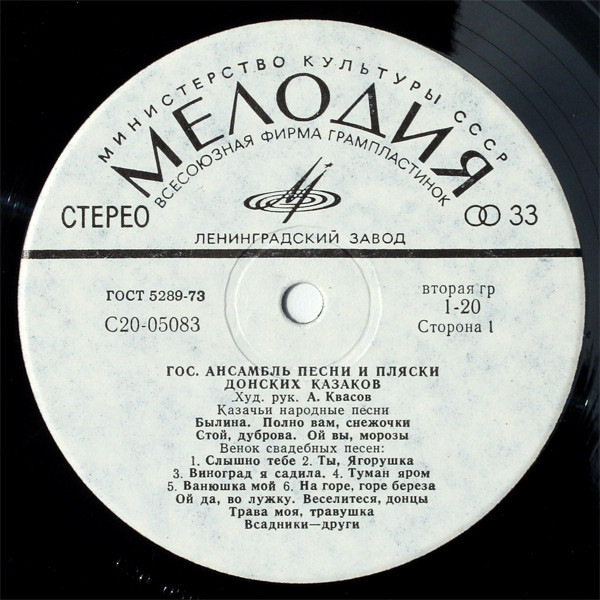 МИНИСТЕРСТВО КУЛЬТУРЫ СССР
МЕЛОДИЯ
ВСЕСОЮЗНАЯ ФИРМА ГРАМПЛАСТИНОК
СТЕРЕО
33
ЛЕНИНГРАДСКИЙ ЗАВОД
ГОСТ 5289-73
вторая гр
С20-05083
1-20
Сторона 1
ГОС. АНСАМБЛЬ ПЕСНИ И ПЛЯСКИ
ДОНСКИХ КАЗАКОВ
Худ. рук. А. Квасов
Казачьи народные песни
Былина. Полно вам, снежочки
Стой, дуброва. Ой вы, морозы
Венок свадебных песен:
1. Слышно тебе 2. Ты, Ягорушка
3. Виноград я садила. 4. Туман яром
5. Ванюшка мой 6. На горе, горе береза
Ой да, во лужку. Веселитеся, донцы
Трава моя, травушка
Всадники—други